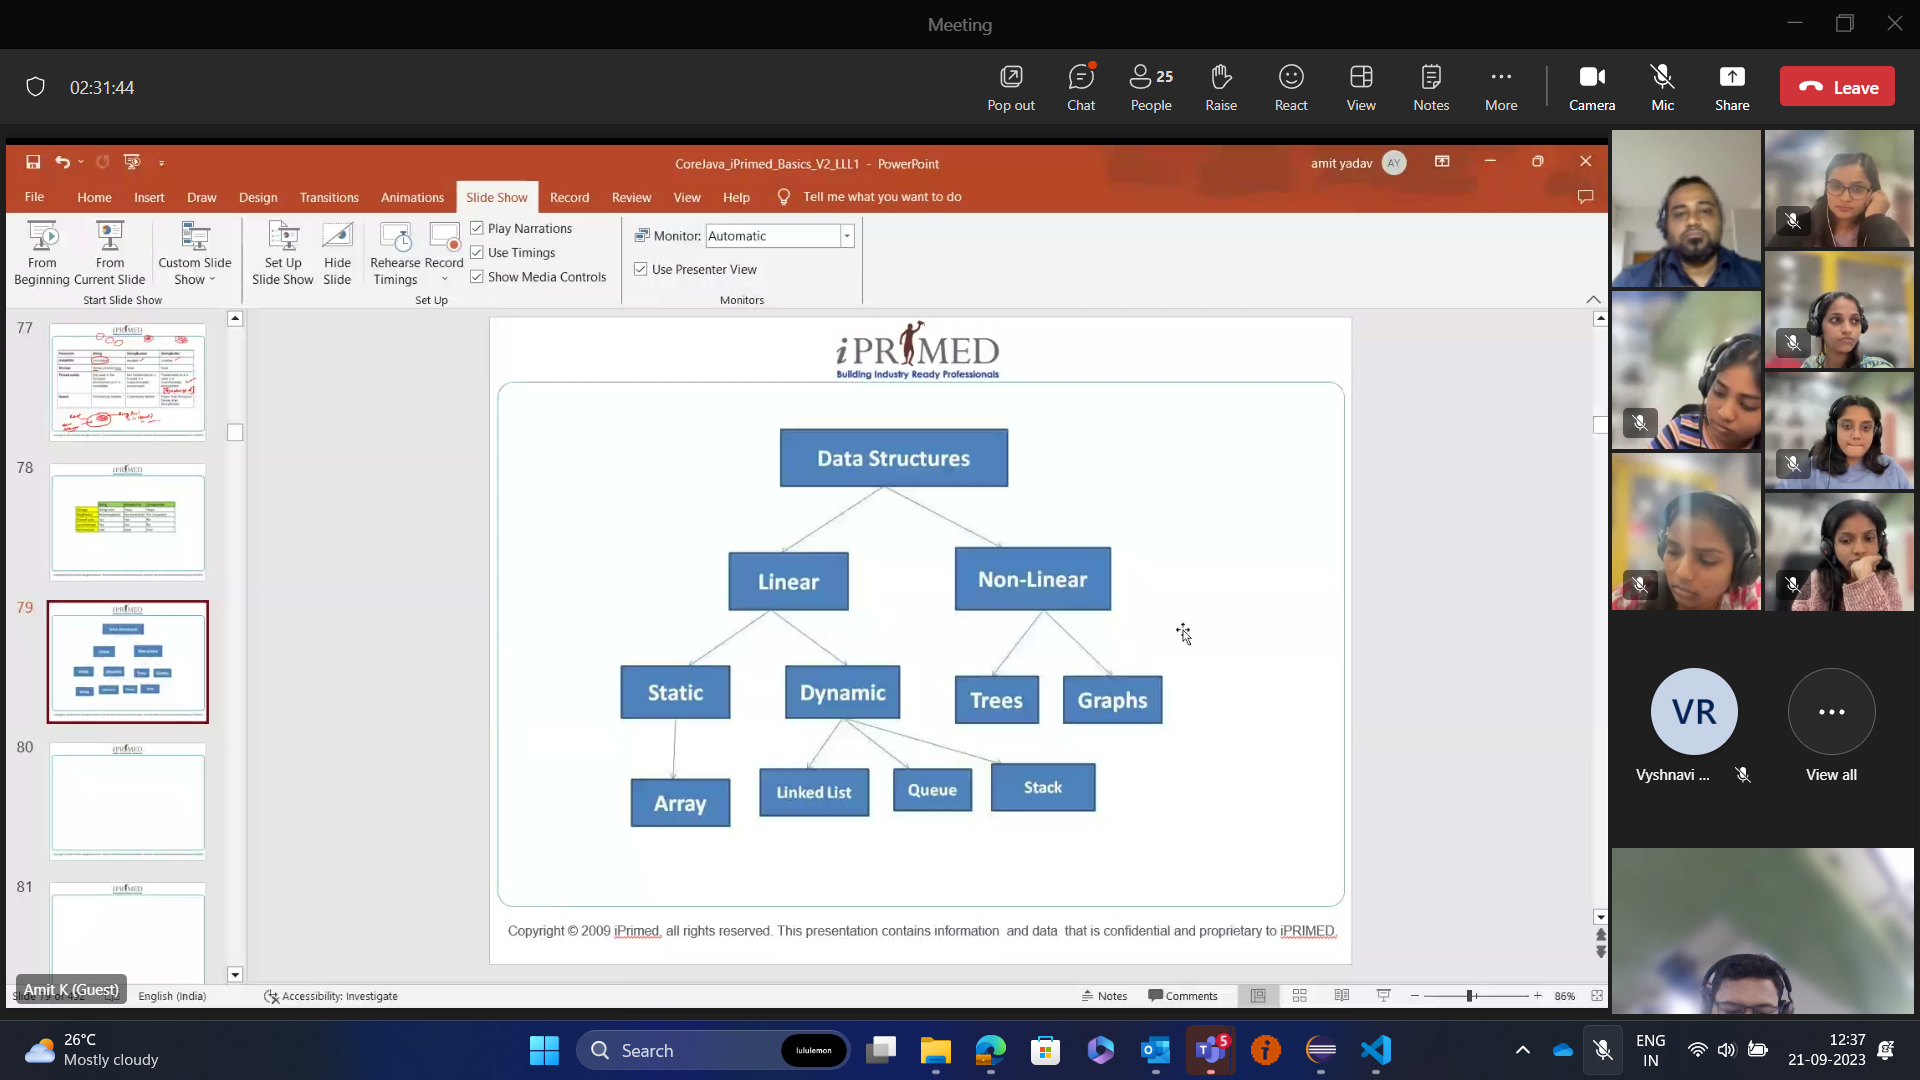 Meeting
02:31:44
Pop out
Chat
25
People
Raise
React
View
Notes
More
Camera
Mic
Share
Leave
CoreJava_iPrimed_Basics_V2_LLL1 - PowerPoint
amit yadav
AY
File
Home
Insert
Draw
Design
Transitions
Animations
Slide Show
Record
Review
View
Help
Tell me what you want to do
From
Beginning
From
Current Slide
Custom Slide
Show
Start Slide Show
Set Up
Slide Show
Hide
Slide
Rehearse
Timings
Record
Play Narrations
Use Timings
Show Media Controls
Set Up
Monitor:
Automatic
Use Presenter View
Monitors
77
78
79
80
81
iPRIMED
Building Industry Ready Professionals
Data Structures
Linear
Non-Linear
Static
Dynamic
Trees
Graphs
Array
Linked List
Queue
Stack
Copyright © 2009 iPrimed, all rights reserved. This presentation contains information and data that is confidential and proprietary to iPRIMED.
Amit K (Guest)
English (India)
Accessibility: Investigate
Notes
Comments
86%
VR
Vyshnavi ...
View all
26°C
Mostly cloudy
Search
lululemon
5
ENG
IN
12:37
21-09-2023